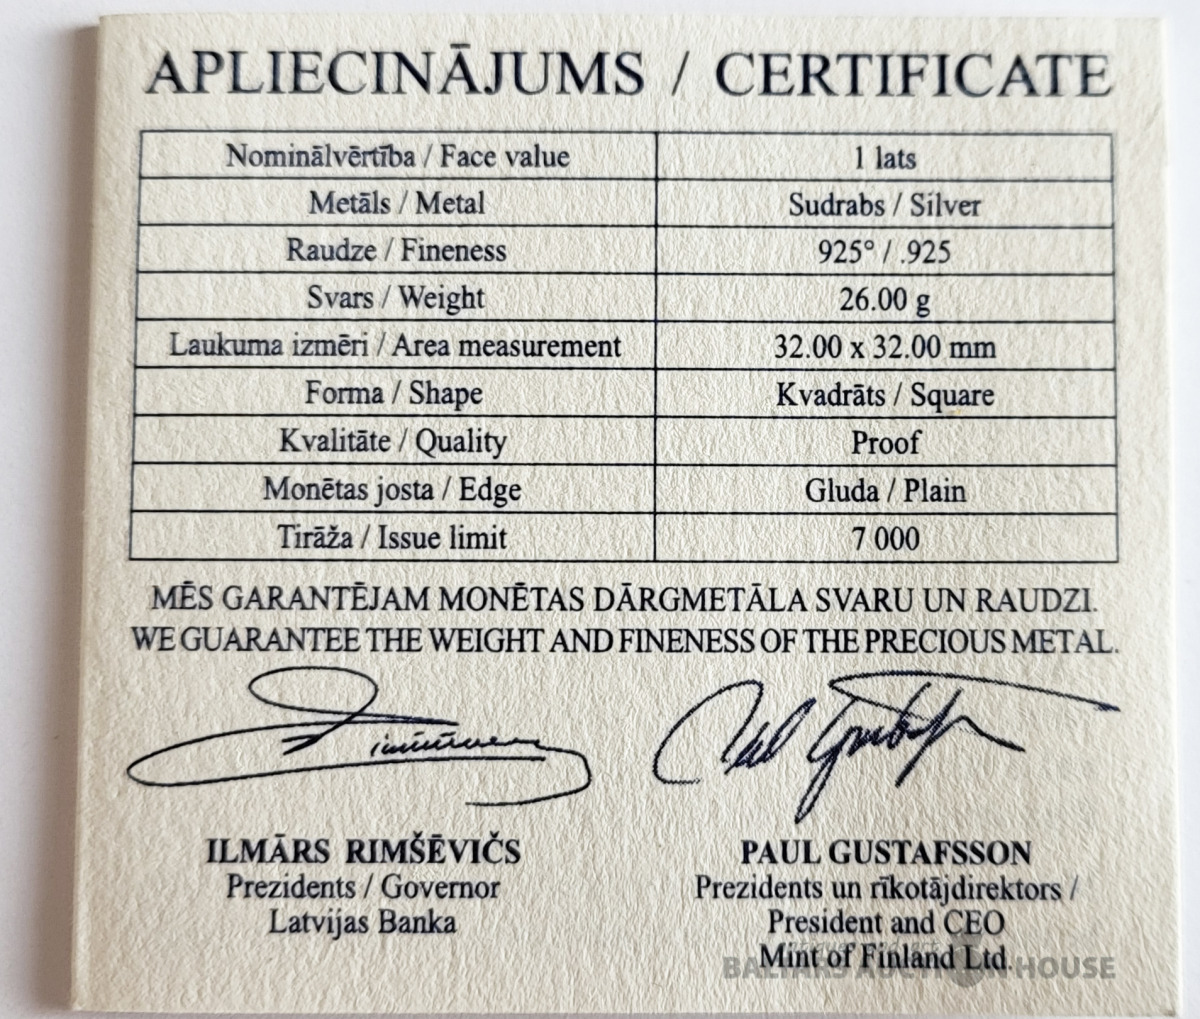 APLIECINĀJUMS / CERTIFICATE
Nominālvērtība / Face value 1 lats
Metāls / Metal Sudrabs / Silver
Raudze / Fineness 925° / .925
Svars / Weight 26.00 g
Laukuma izmēri / Area measurement 32.00 x 32.00 mm
Forma / Shape Kvadrāts / Square
Kvalitāte / Quality Proof
Monētas josta / Edge Gluda / Plain
Tirāža / Issue limit 7 000
MĒS GARANTĒJAM MONĒTAS DĀRGMETĀLA SVARU UN RAUDZI.
WE GUARANTEE THE WEIGHT AND FINENESS OF THE PRECIOUS METAL.
ILMĀRS RIMŠĒVIČS
Prezidents / Governor
Latvijas Banka
PAUL GUSTAFSSON
Prezidents un rīkotājdirektors /
President and CEO
Mint of Finland Ltd.
HOUSE